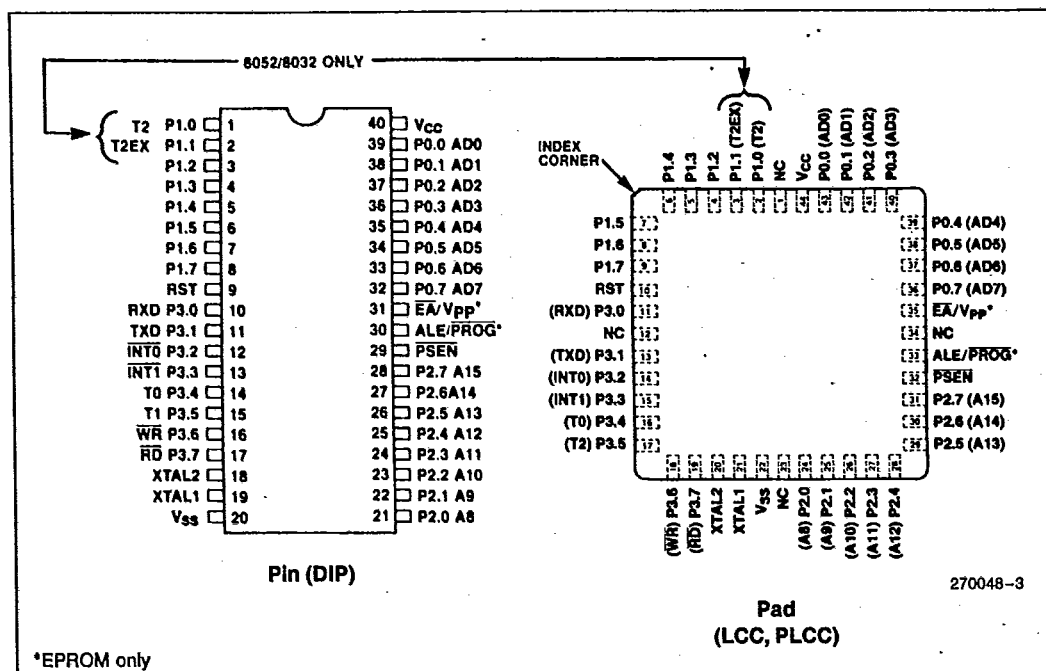 8052/8032 ONLY
T2 P1.0 1
T2EX P1.1 2
P1.2 3
P1.3 4
P1.4 5
P1.5 6
P1.6 7
P1.7 8
RST 9
RXD P3.0 10
TXD P3.1 11
INT0 P3.2 12
INT1 P3.3 13
T0 P3.4 14
T1 P3.5 15
WR P3.6 16
RD P3.7 17
XTAL2 18
XTAL1 19
VSS 20
40 VCC
39 P0.0 AD0
38 P0.1 AD1
37 P0.2 AD2
36 P0.3 AD3
35 P0.4 AD4
34 P0.5 AD5
33 P0.6 AD6
32 P0.7 AD7
31 EA/VPP*
30 ALE/PROG*
29 PSEN
28 P2.7 A15
27 P2.6A14
26 P2.5 A13
25 P2.4 A12
24 P2.3 A11
23 P2.2 A10
22 P2.1 A9
21 P2.0 A8
Pin (DIP)
INDEX
CORNER
P1.4
P1.3
P1.2
P1.1 (T2EX)
P1.0 (T2)
NC
VCC
P0.0 (AD0)
P0.1 (AD1)
P0.2 (AD2)
P0.3 (AD3)
P1.5
P1.6
P1.7
RST
(RXD) P3.0
NC
(TXD) P3.1
(INT0) P3.2
(INT1) P3.3
(T0) P3.4
(T2) P3.5
P0.4 (AD4)
P0.5 (AD5)
P0.6 (AD6)
P0.7 (AD7)
EA/VPP*
NC
ALE/PROG*
PSEN
P2.7 (A15)
P2.6 (A14)
P2.5 (A13)
(WR) P3.6
(RD) P3.7
XTAL2
XTAL1
VSS
NC
(A8) P2.0
(A9) P2.1
(A10) P2.2
(A11) P2.3
(A12) P2.4
270048-3
Pad
(LCC, PLCC)
*EPROM only